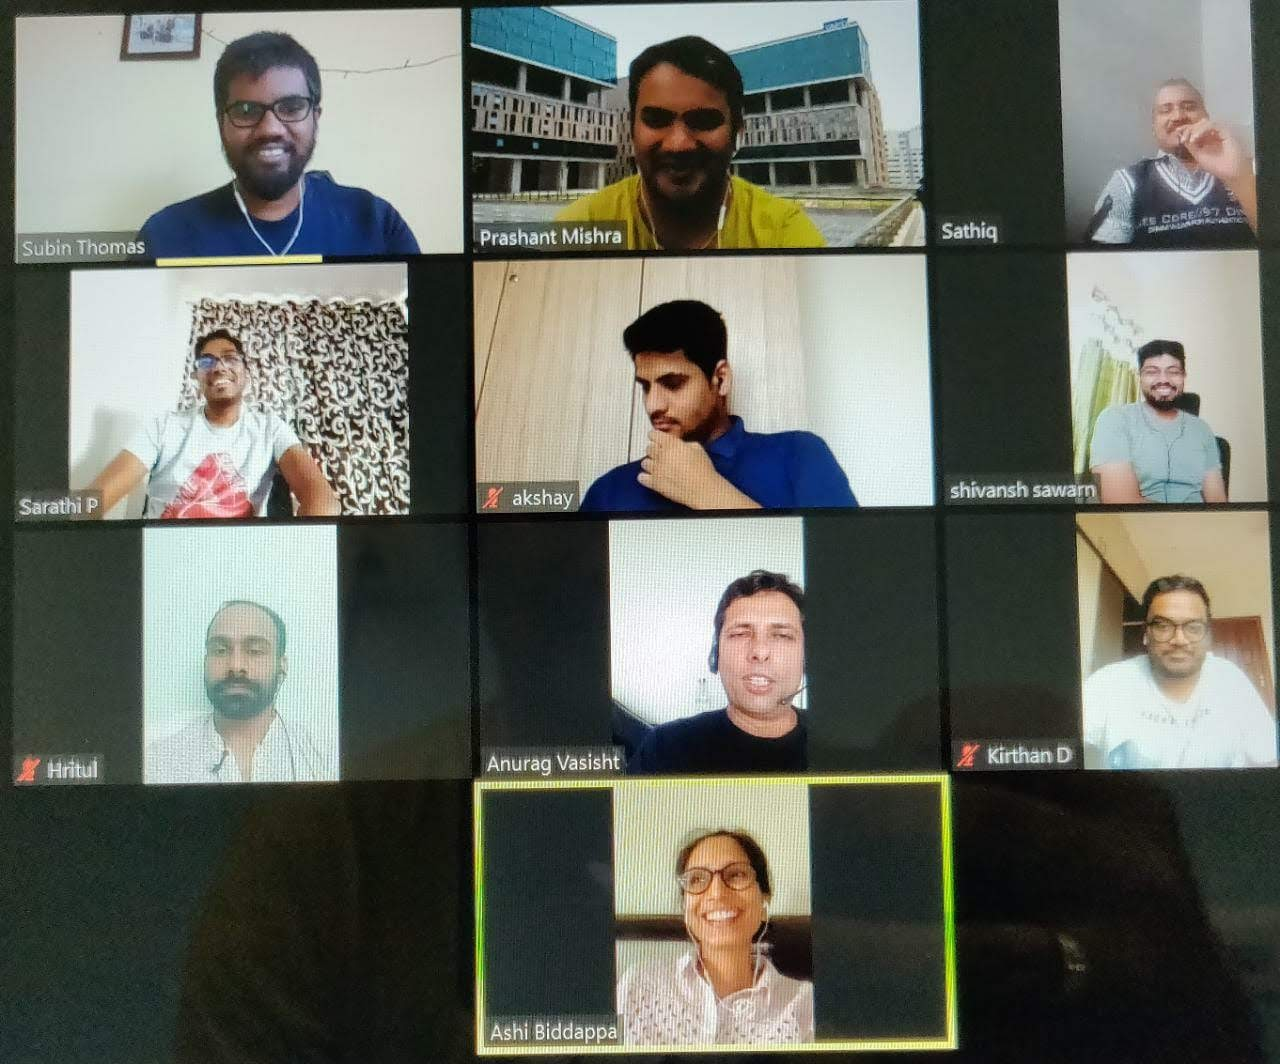 Subin Thomas
Prashant Mishra
Sathiq
Sarathi P
akshay
shivansh sawarn
Hritul
Anurag Vasisht
Kirthan D
Ashi Biddappa